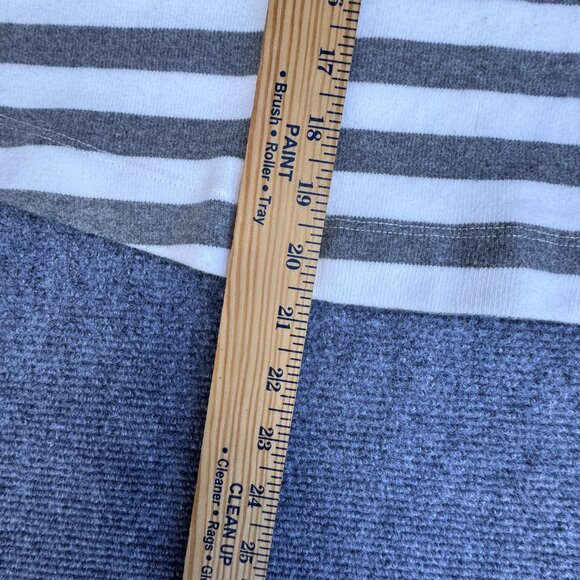 17
18
19
20
21
22
23
24
25
PAINT
• Brush • Roller • Tray
CLEAN UP
• Cleaner • Rags •